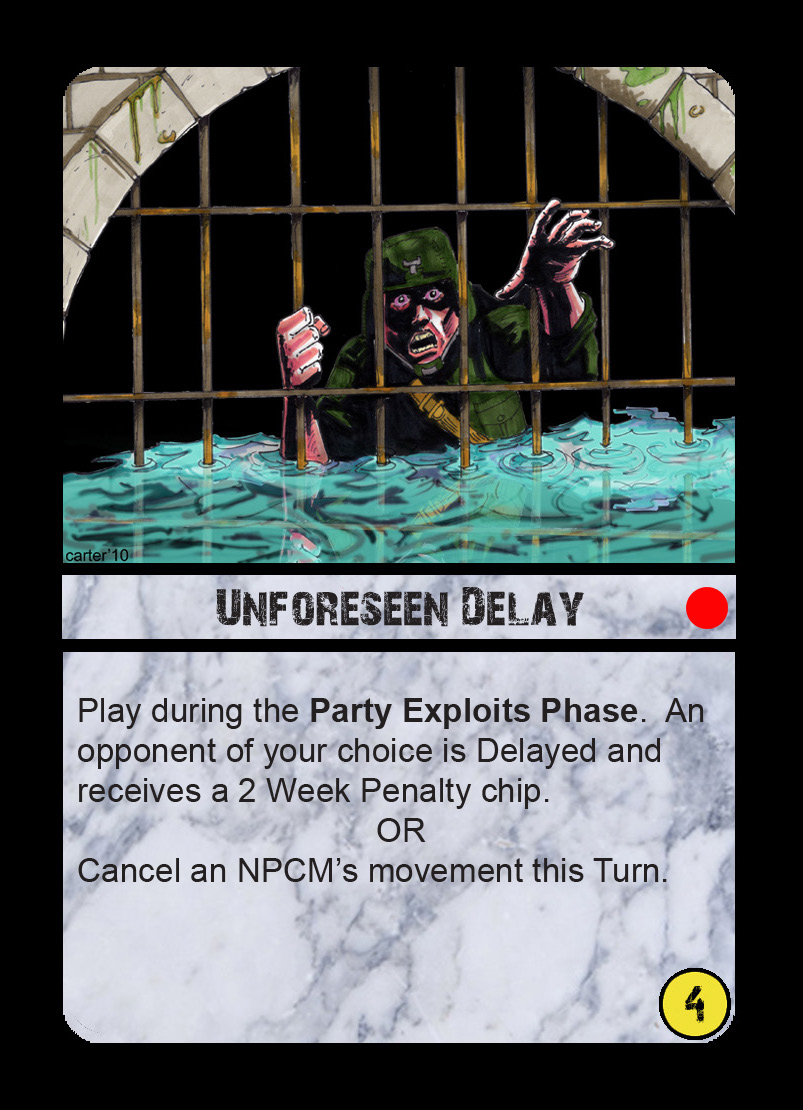 carter'10
Unforeseen Delay
Play during the Party Exploits Phase.  An
opponent of your choice is Delayed and
receives a 2 Week Penalty chip.
OR
Cancel an NPCM’s movement this Turn.
4